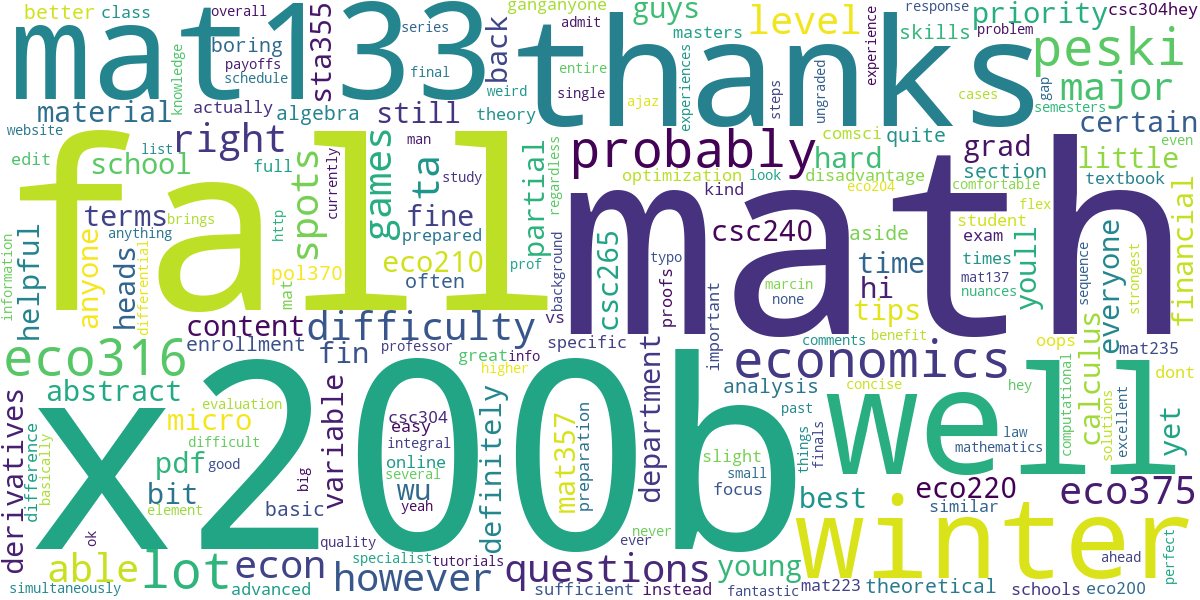 better
class
overall
series
ganganyone
admit
guys
level
response
priority
csc304hey
mat133
thanks
boring
payoffs
schedule
knowledge
sta355
final
weird
back
masters
entire
single
ajaz
experiences
steps
ungraded
experience
skills
problem
cases
gap
peski
major
semesters
material
actually
algebra
still
theory
website
edit
list
right
school
full
man
study
currently
spots
games
ta
partial
regardless
probably
comsci
quite
hard
optimization
look
disadvantage
kind
eco204
grad
section
certain
little
textbook
even
comfortable
flex
student
fall
math
terms
brings
anything
anyone
differential
heads
helpful
information
http
mat
pol370
fine
prepared
eco210
often
prof
background
vs
csc265
typo
proofs
csc240
marcin
none
important
aside
time
hi
tips
benefit
comments
exam
times
mat137
nuances
youll
sequence
everyone
strongest
financial
content
difficulty
enrollment
fin
professor
great
info
higher
specific
department
economics
calculus
oops
mat235
dont
eco316
abstract
micro
evaluation
difficult
variable
csc304
easy
integral
online
several
wu
yeah
definitely
mat357
preparation
analysis
slight
small
focus
past
things
finals
concise
hey
law
mathematics
computational
solutions
excellent
yet
x200b
well
derivatives
difference
basically
pdf
good
bit
element
basic
big
ok
quality
best
eco220
similar
eco375
winter
able
lot
econ
specialist
tutorials
never
ever
young
questions
however
simultaneously
advanced
sufficient
instead
fantastic
mat223
theoretical
schools
ahead
eco200
perfect